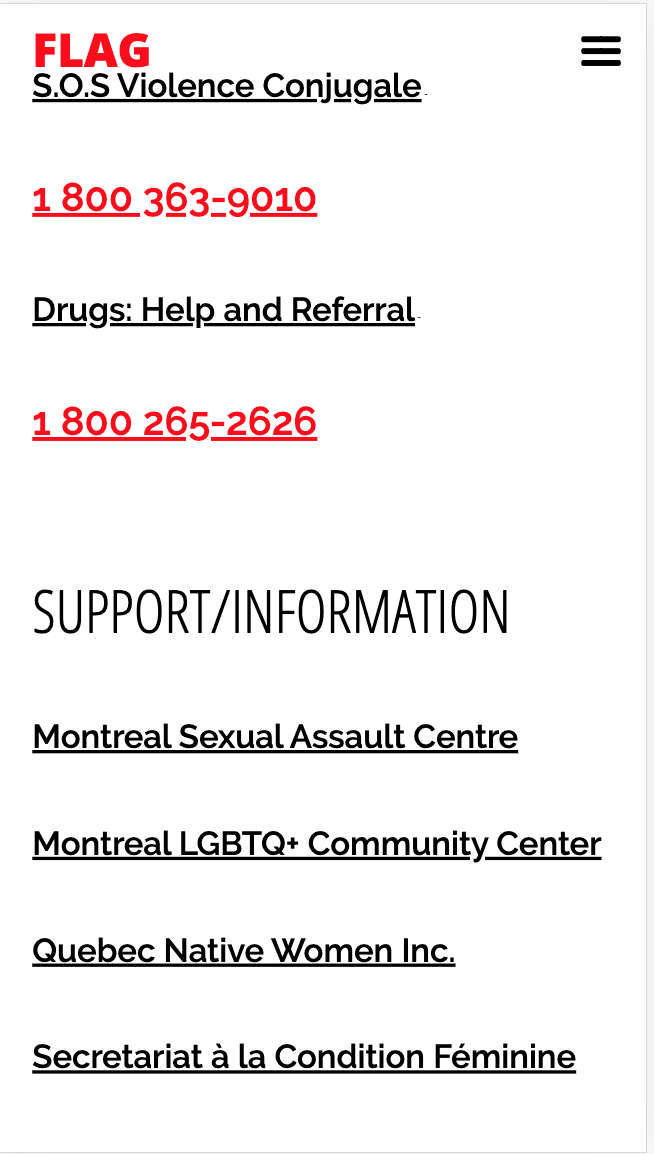 FLAG
S.O.S Violence Conjugale
1 800 363-9010
Drugs: Help and Referral
1 800 265-2626
SUPPORT/INFORMATION
Montreal Sexual Assault Centre
Montreal LGBTQ+ Community Center
Quebec Native Women Inc.
Secretariat à la Condition Féminine